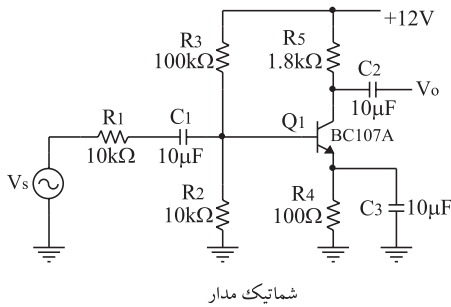 +12V
R3
100kΩ
R5
1.8kΩ
C2
10μF
Vo
R1
10kΩ
C1
10μF
Q1
BC107A
Vs
R2
10kΩ
R4
100Ω
C3
10μF
شماتیک مدار